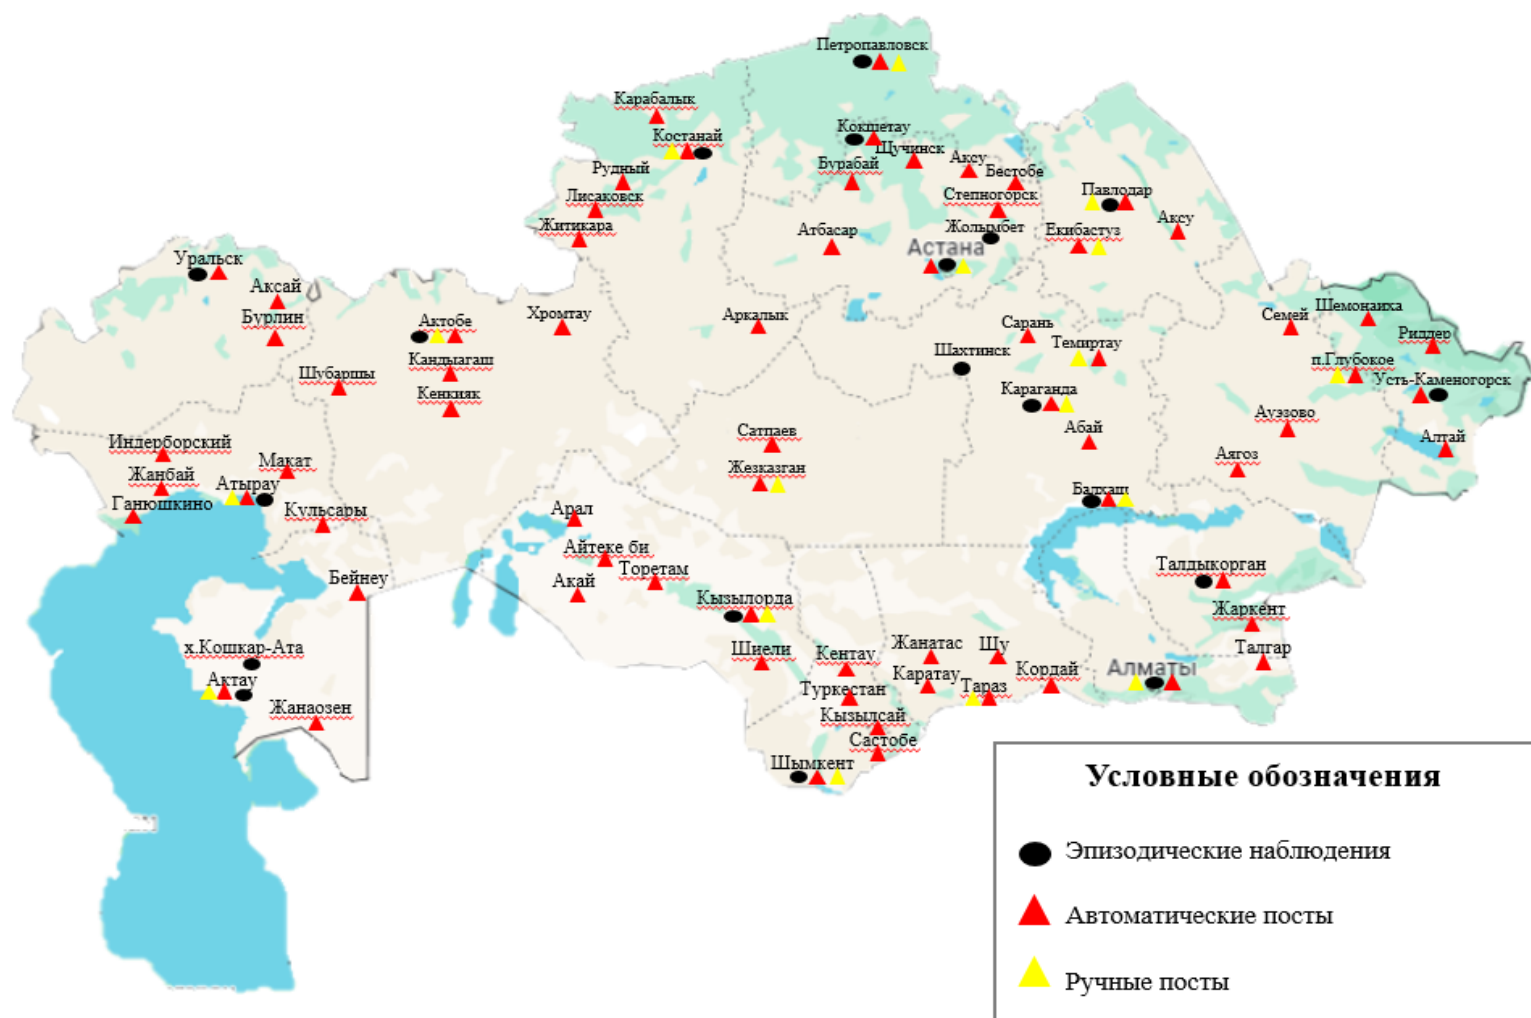 Петропавловск
Карабалык
Костанай
Кокшетау
Щучинск
Рудный
Бурабай
Аксу
Бестобе
Лисаковск
Степногорск
Павлодар
Житикара
Атбасар
Жолымбет
Екибастуз
Аксу
Астана
Уральск
Аксай
Бурлин
Актобе
Хромтау
Аркалык
Сарань
Семей
Шемонаиха
Риддер
Кандыагаш
Шахтинск
Темиртау
п.Глубокое
Шубаршы
Кенкияк
Караганда
Усть-Каменогорск
Ауэзово
Абай
Сатпаев
Алтай
Индерборский
Макат
Жезказган
Аягоз
Жанбай
Атырау
Балхаш
Ганюшкино
Кульсары
Арал
Айтеке би
Торетам
Акай
Бейнеу
Талдыкорган
Кызылорда
Жаркент
х.Кошкар-Ата
Шиели
Кентау
Жанатас
Шу
Талгар
Актау
Каратау
Кордай
Алматы
Туркестан
Тараз
Жанаозен
Кызылсай
Састобе
Шымкент
Условные обозначения
Эпизодические наблюдения
Автоматические посты
Ручные посты